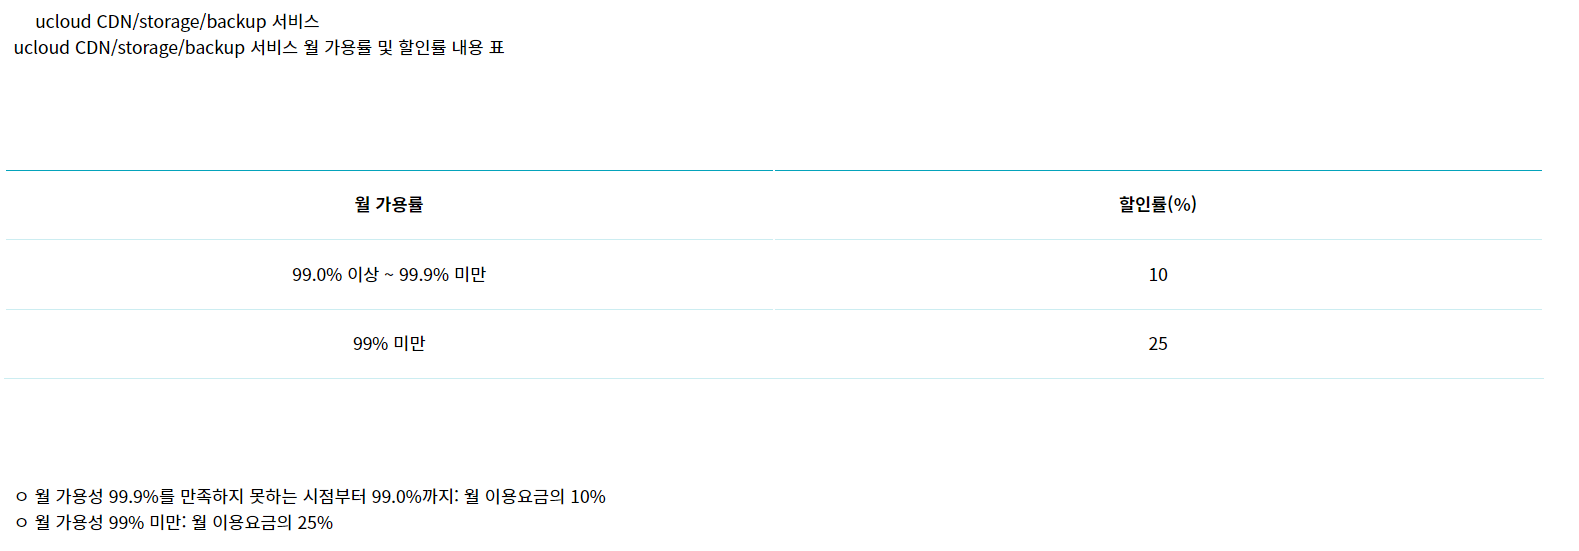 ucloud CDN/storage/backup 서비스
ucloud CDN/storage/backup 서비스 월 가용률 및 할인률 내용 표
월 가용률 할인률(%)
99.0% 이상 ~ 99.9% 미만 10
99% 미만 25
ㅇ 월 가용성 99.9%를 만족하지 못하는 시점부터 99.0%까지: 월 이용요금의 10%
ㅇ 월 가용성 99% 미만: 월 이용요금의 25%